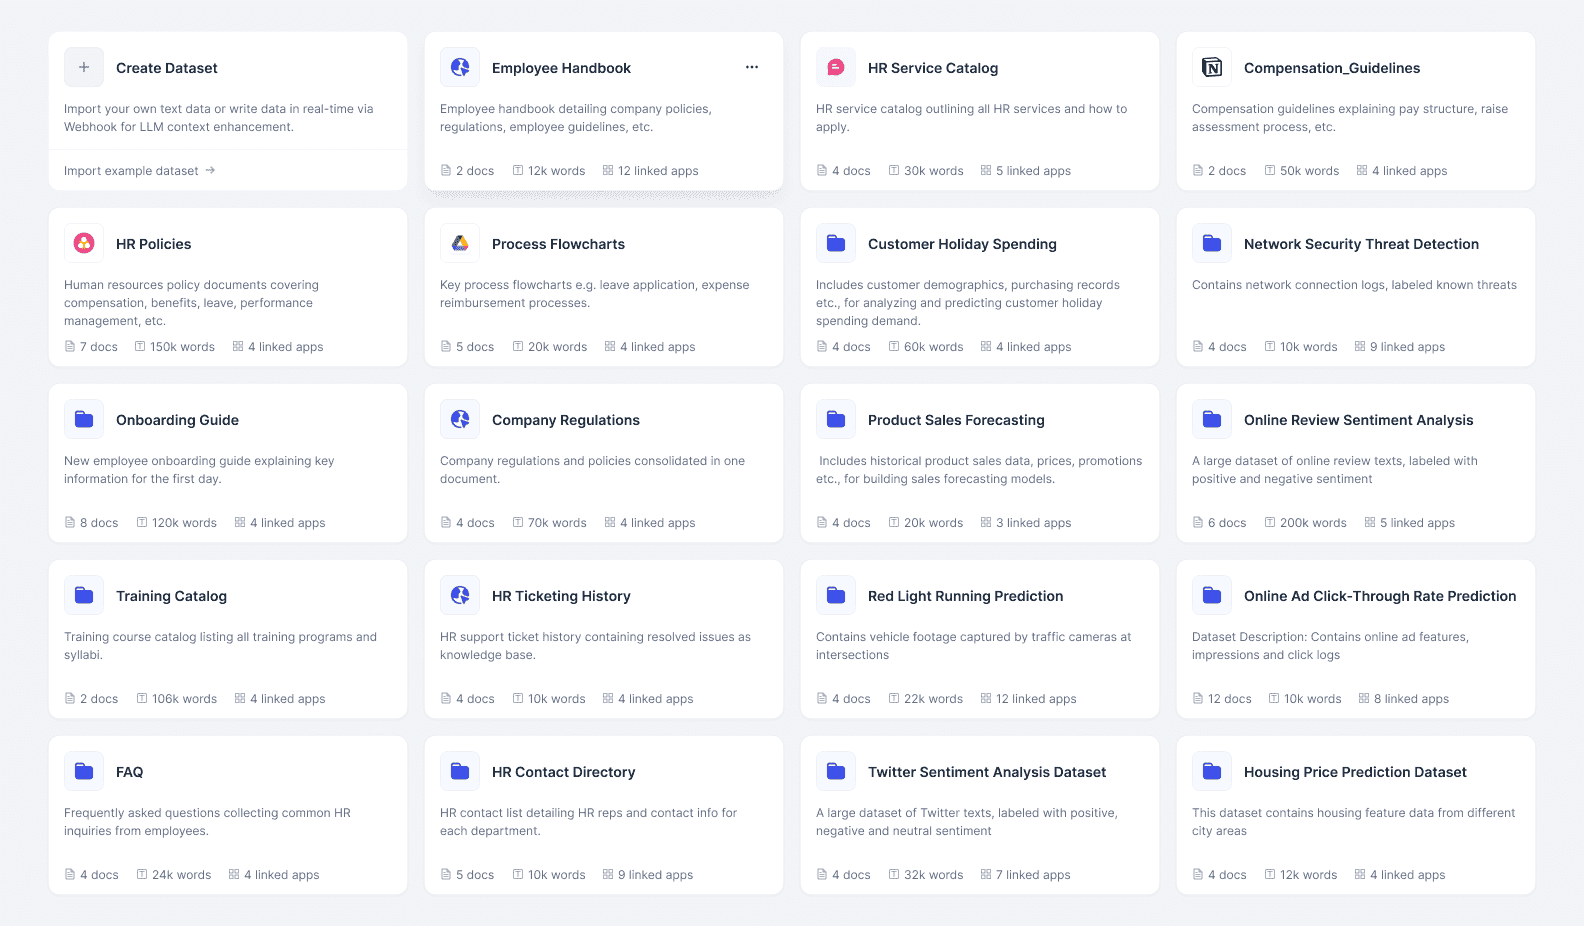 Create Dataset
Import your own text data or write data in real-time via
Webhook for LLM context enhancement.
Import example dataset →
Employee Handbook
Employee handbook detailing company policies,
regulations, employee guidelines, etc.
2 docs 12k words 12 linked apps
HR Service Catalog
HR service catalog outlining all HR services and how to
apply.
4 docs 30k words 5 linked apps
Compensation_Guidelines
Compensation guidelines explaining pay structure, raise
assessment process, etc.
2 docs 50k words 4 linked apps
HR Policies
Human resources policy documents covering
compensation, benefits, leave, performance
management, etc.
7 docs 150k words 4 linked apps
Process Flowcharts
Key process flowcharts e.g. leave application, expense
reimbursement processes.
5 docs 20k words 4 linked apps
Customer Holiday Spending
Includes customer demographics, purchasing records
etc., for analyzing and predicting customer holiday
spending demand.
4 docs 60k words 4 linked apps
Network Security Threat Detection
Contains network connection logs, labeled known threats
4 docs 10k words 9 linked apps
Onboarding Guide
New employee onboarding guide explaining key
information for the first day.
8 docs 120k words 4 linked apps
Company Regulations
Company regulations and policies consolidated in one
document.
4 docs 70k words 4 linked apps
Product Sales Forecasting
Includes historical product sales data, prices, promotions
etc., for building sales forecasting models.
4 docs 20k words 3 linked apps
Online Review Sentiment Analysis
A large dataset of online review texts, labeled with
positive and negative sentiment
6 docs 200k words 5 linked apps
Training Catalog
Training course catalog listing all training programs and
syllabi.
2 docs 106k words 4 linked apps
HR Ticketing History
HR support ticket history containing resolved issues as
knowledge base.
4 docs 10k words 4 linked apps
Red Light Running Prediction
Contains vehicle footage captured by traffic cameras at
intersections
4 docs 22k words 12 linked apps
Online Ad Click-Through Rate Prediction
Dataset Description: Contains online ad features,
impressions and click logs
12 docs 10k words 8 linked apps
FAQ
Frequently asked questions collecting common HR
inquiries from employees.
4 docs 24k words 4 linked apps
HR Contact Directory
HR contact list detailing HR reps and contact info for
each department.
5 docs 10k words 9 linked apps
Twitter Sentiment Analysis Dataset
A large dataset of Twitter texts, labeled with positive,
negative and neutral sentiment
4 docs 32k words 7 linked apps
Housing Price Prediction Dataset
This dataset contains housing feature data from different
city areas
4 docs 12k words 4 linked apps